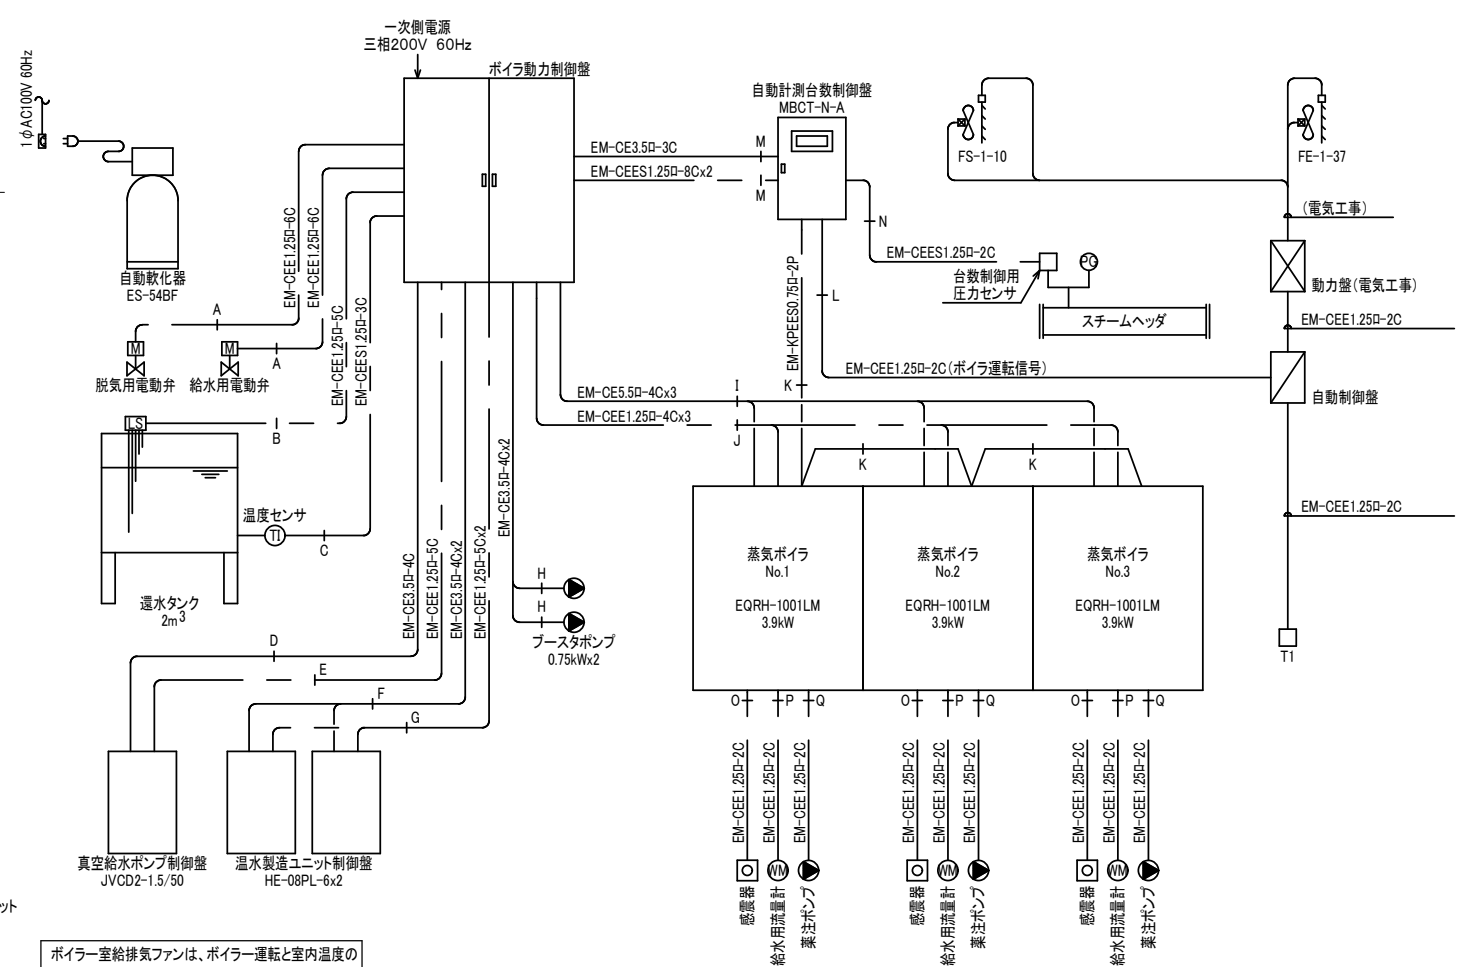 一次側電源
三相200V 60Hz
1φAC100V 60Hz
ボイラ動力制御盤
自動計測台数制御盤
MBCT-N-A
EM-CE3.5□-3C
M
EM-CEES1.25□-8Cx2
M
FS-1-10
FE-1-37
(電気工事)
自動軟化器
ES-54BF
EM-CEE1.25□-6C
EM-CEE1.25□-6C
EM-CEE1.25□-5C
EM-CEES1.25□-3C
N
EM-CEES1.25□-2C
台数制御用
圧力センサ
PG
スチームヘッダ
動力盤(電気工事)
EM-CEE1.25□-2C
A
M
M
A
脱気用電動弁
給水用電動弁
EM-KPEES0.75□-2P
L
EM-CEE1.25□-2C(ボイラ運転信号)
自動制御盤
K
EM-CE5.5□-4Cx3
I
EM-CEE1.25□-4Cx3
J
LS
B
K
K
温度センサ
TI
C
EM-CEE1.25□-2C
還水タンク
2m3
EM-CE3.5□-4C
EM-CEE1.25□-5C
EM-CE3.5□-4Cx2
EM-CEE1.25□-5Cx2
EM-CE3.5□-4Cx2
H
H
ブースタポンプ
0.75kWx2
蒸気ボイラ
No.1
EQRH-1001LM
3.9kW
蒸気ボイラ
No.2
EQRH-1001LM
3.9kW
蒸気ボイラ
No.3
EQRH-1001LM
3.9kW
T1
D
E
F
G
O
P
Q
O
P
Q
O
P
Q
EM-CEE1.25□-2C
EM-CEE1.25□-2C
EM-CEE1.25□-2C
EM-CEE1.25□-2C
EM-CEE1.25□-2C
EM-CEE1.25□-2C
EM-CEE1.25□-2C
EM-CEE1.25□-2C
EM-CEE1.25□-2C
真空給水ポンプ制御盤
JVCD2-1.5/50
温水製造ユニット制御盤
HE-08PL-6x2
WM
WM
WM
感震器
給水用流量計
薬注ポンプ
感震器
給水用流量計
薬注ポンプ
感震器
給水用流量計
薬注ポンプ
ット
ボイラー室給排気ファンは、ボイラー運転と室内温度の